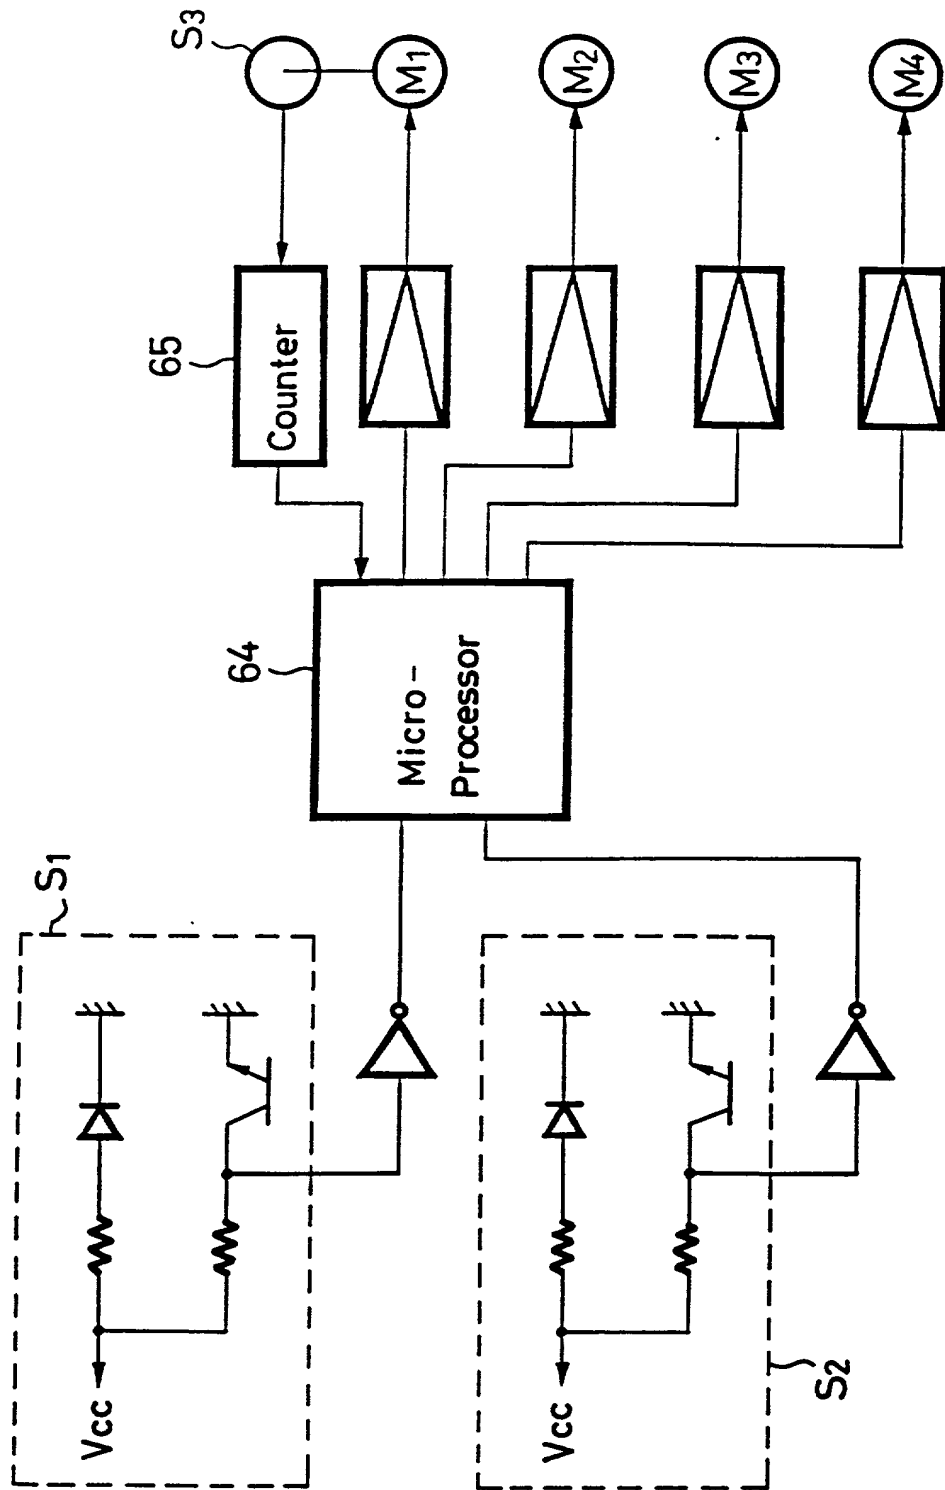 S1
Vcc
S2
Vcc
64
Micro-
Processor
65
Counter
S3
M1
M2
M3
M4